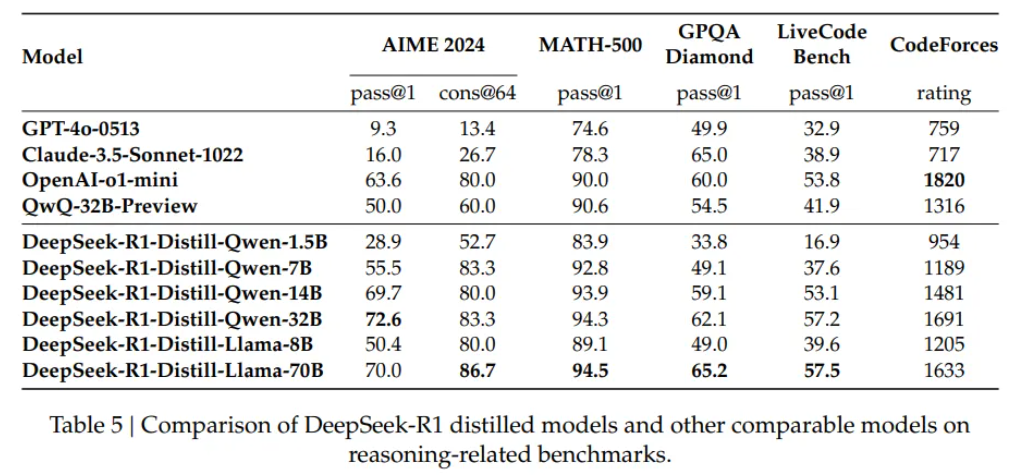 Model AIME 2024 MATH-500 GPQA Diamond LiveCode Bench CodeForces
pass@1 cons@64 pass@1 pass@1 pass@1 rating
GPT-4o-0513 9.3 13.4 74.6 49.9 32.9 759
Claude-3.5-Sonnet-1022 16.0 26.7 78.3 65.0 38.9 717
OpenAI-o1-mini 63.6 80.0 90.0 60.0 53.8 1820
QwQ-32B-Preview 50.0 60.0 90.6 54.5 41.9 1316
DeepSeek-R1-Distill-Qwen-1.5B 28.9 52.7 83.9 33.8 16.9 954
DeepSeek-R1-Distill-Qwen-7B 55.5 83.3 92.8 49.1 37.6 1189
DeepSeek-R1-Distill-Qwen-14B 69.7 80.0 93.9 59.1 53.1 1481
DeepSeek-R1-Distill-Qwen-32B 72.6 83.3 94.3 62.1 57.2 1691
DeepSeek-R1-Distill-Llama-8B 50.4 80.0 89.1 49.0 39.6 1205
DeepSeek-R1-Distill-Llama-70B 70.0 86.7 94.5 65.2 57.5 1633
Table 5 | Comparison of DeepSeek-R1 distilled models and other comparable models on
reasoning-related benchmarks.